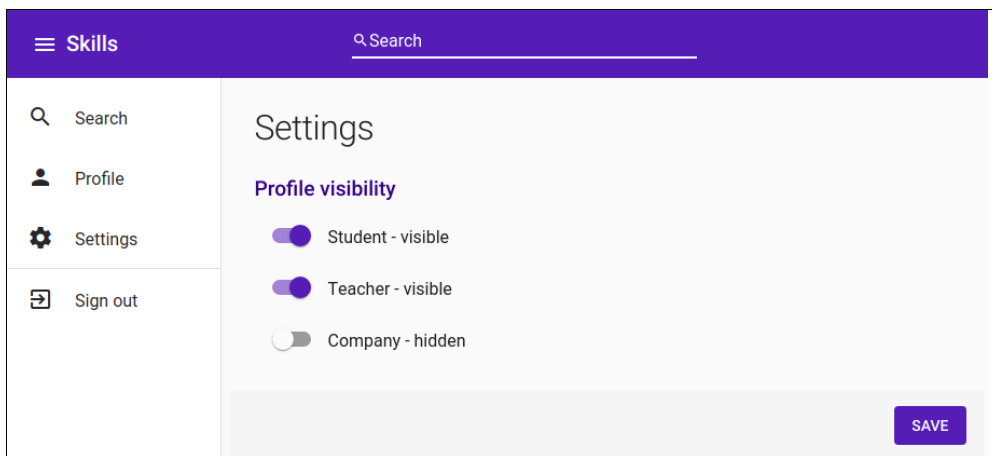 Skills
Search
Search
Profile
Settings
Sign out
Settings
Profile visibility
Student - visible
Teacher - visible
Company - hidden
SAVE